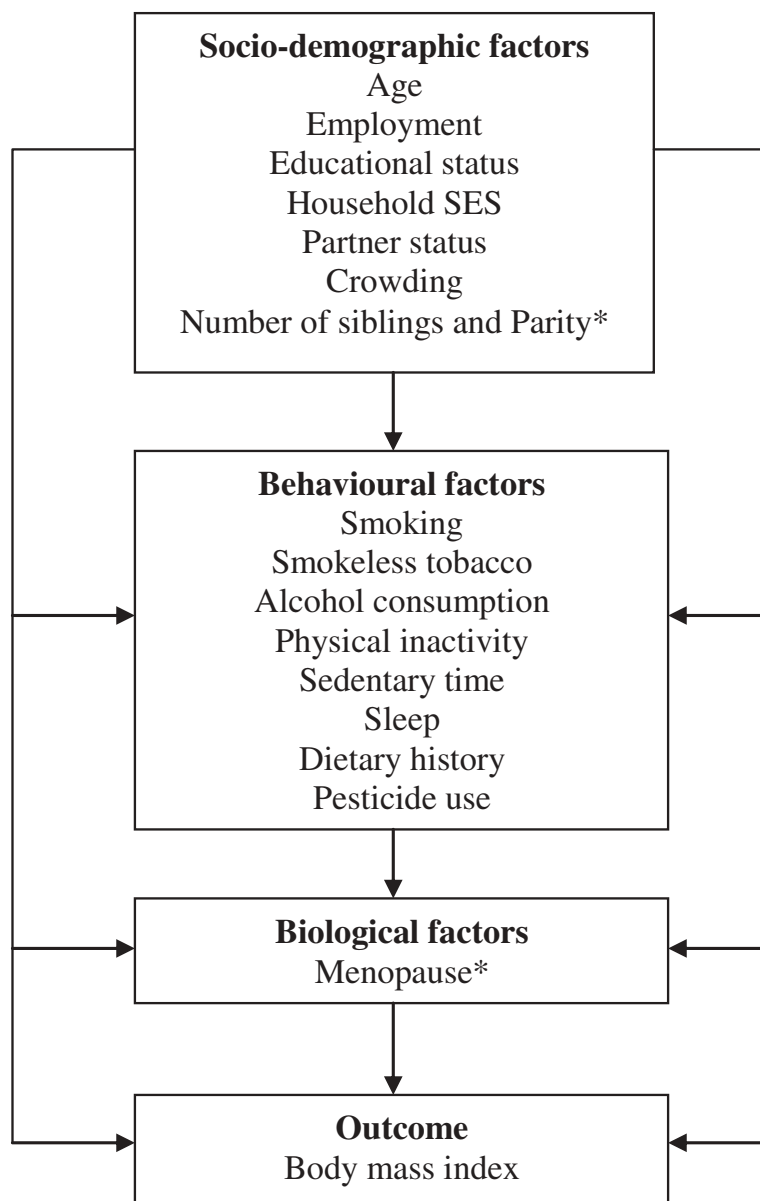 Socio-demographic factors
Age
Employment
Educational status
Household SES
Partner status
Crowding
Number of siblings and Parity*
Behavioural factors
Smoking
Smokeless tobacco
Alcohol consumption
Physical inactivity
Sedentary time
Sleep
Dietary history
Pesticide use
Biological factors
Menopause*
Outcome
Body mass index